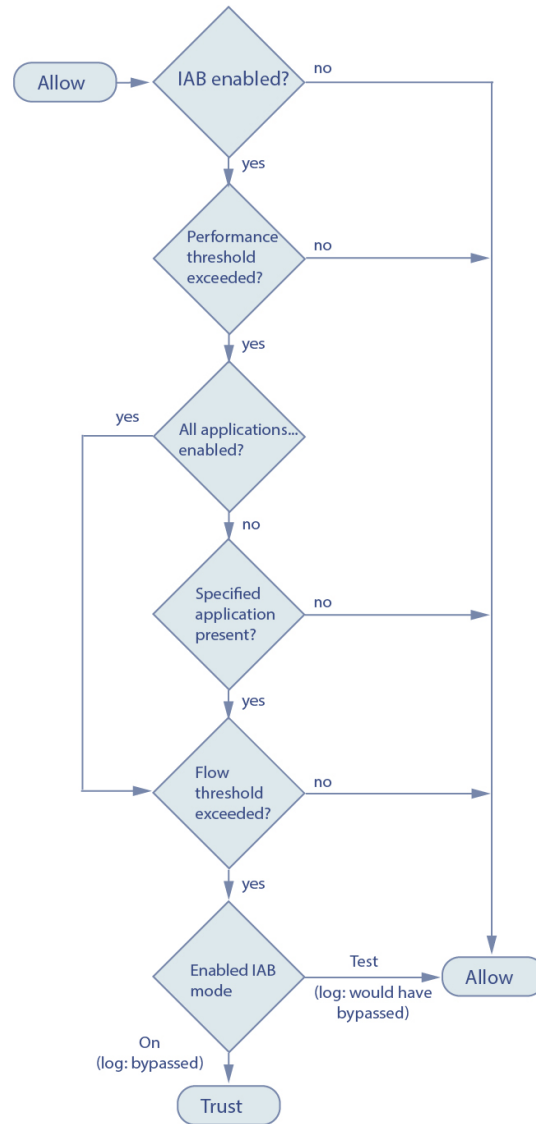 Allow
IAB enabled?
no
yes
Performance
threshold
exceeded?
no
yes
yes
All applications...
enabled?
no
Specified
application
present?
no
yes
Flow
threshold
exceeded?
no
yes
Enabled IAB
mode
Test
(log: would have
bypassed)
Allow
On
(log: bypassed)
Trust